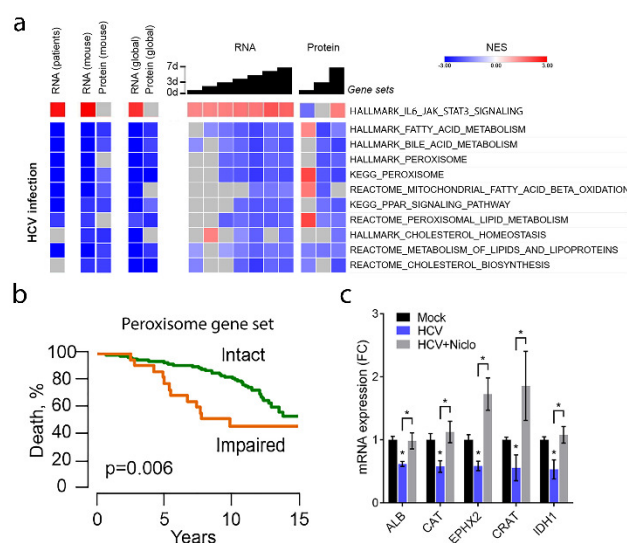 a
RNA (patients)
RNA (mouse)
Protein (mouse)
RNA (global)
Protein (global)
RNA
Protein
7d
3d
0
NES
-3.00
0
3.00
Gene sets
HCV infection
HALLMARK_IL6_JAK_STAT3_SIGNALING
HALLMARK_FATTY_ACID_METABOLISM
HALLMARK_BILE_ACID_METABOLISM
HALLMARK_PEROXISOME
KEGG_PEROXISOME
REACTOME_MITOCHONDRIAL_FATTY_ACID_BETA_OXIDATION
KEGG_PPAR_SIGNALING_PATHWAY
REACTOME_PEROXISOMAL_LIPID_METABOLISM
HALLMARK_CHOLESTEROL_HOMEOSTASIS
REACTOME_METABOLISM_OF_LIPIDS_AND_LIPOPROTEINS
REACTOME_CHOLESTEROL_BIOSYNTHESIS
b
Peroxisome gene set
Intact
Impaired
p=0.006
Death, %
100
80
60
40
20
0
0 5 10 15
Years
c
Mock
HCV
HCV+Niclo
mRNA expression (FC)
3
2
1
0
* * * * *
* * * * *
ALB
CAT
EPHX2
CRAT
IDH1